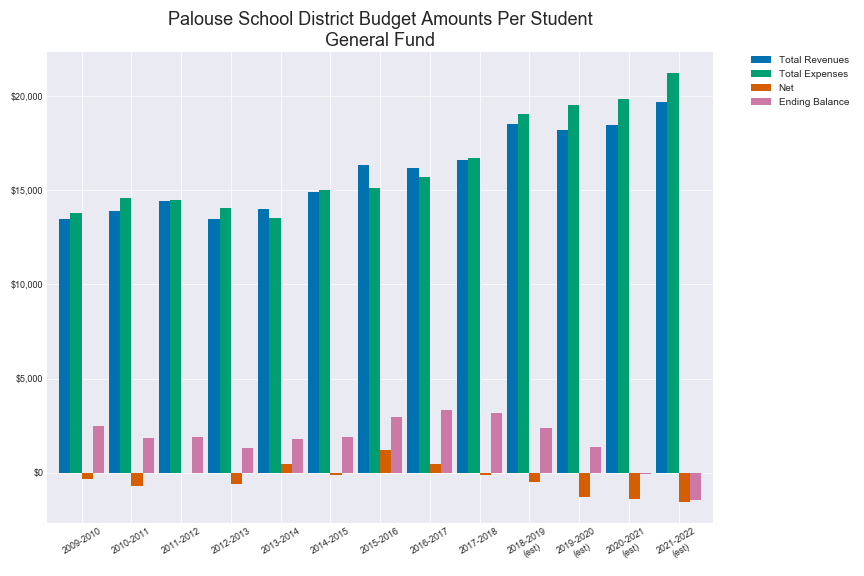 Palouse School District Budget Amounts Per Student
General Fund
Total Revenues
Total Expenses
Net
Ending Balance
$20,000
$15,000
$10,000
$5,000
$0
2009-2010
2010-2011
2011-2012
2012-2013
2013-2014
2014-2015
2015-2016
2016-2017
2017-2018
2018-2019
(est)
2019-2020
(est)
2020-2021
(est)
2021-2022
(est)